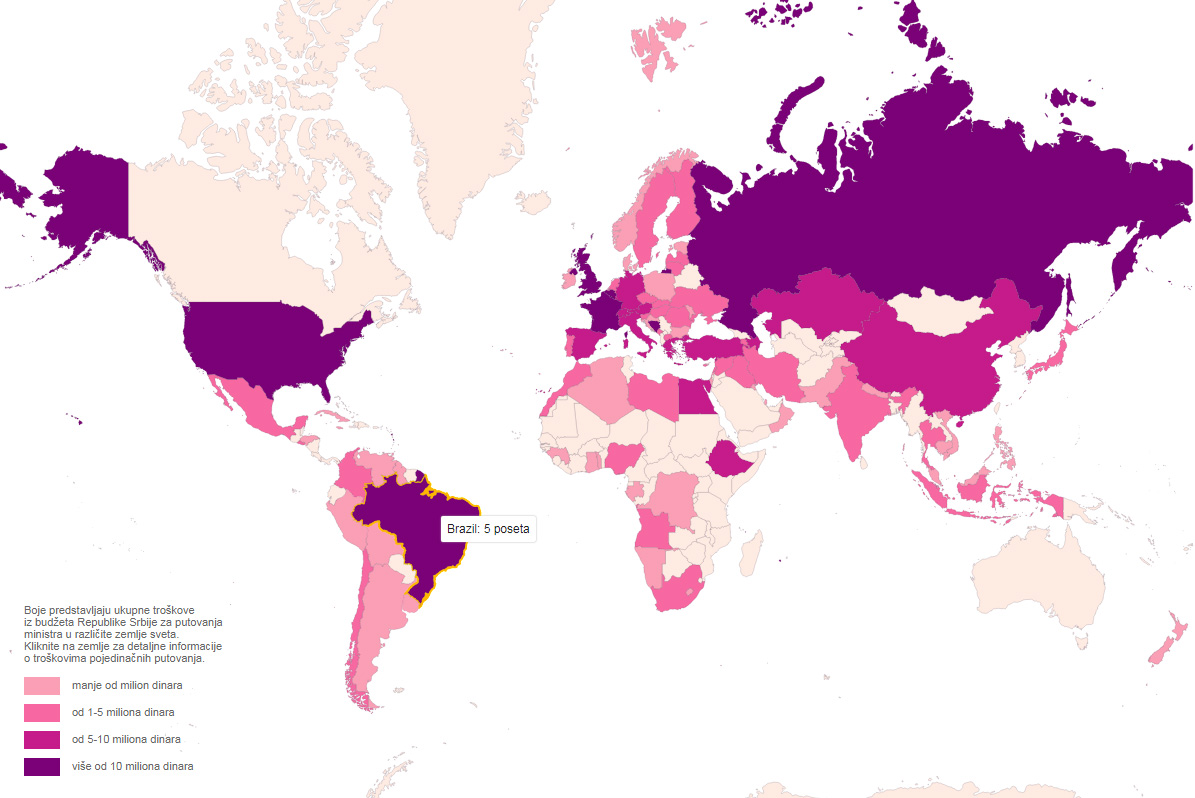 Brazil: 5 poseta
Boje predstavljaju ukupne troškove
iz budžeta Republike Srbije za putovanja
ministra u različite zemlje sveta.
Kliknite na zemlje za detaljne informacije
o troškovima pojedinačnih putovanja.
manje od milion dinara
od 1-5 miliona dinara
od 5-10 miliona dinara
više od 10 miliona dinara